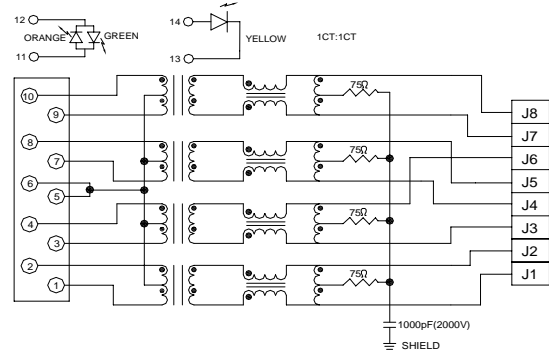 12
ORANGE GREEN
11
14
13
YELLOW
1CT:1CT
10
9
8
7
6
5
4
3
2
1
75Ω
75Ω
75Ω
75Ω
J8
J7
J6
J5
J4
J3
J2
J1
1000pF(2000V)
SHIELD